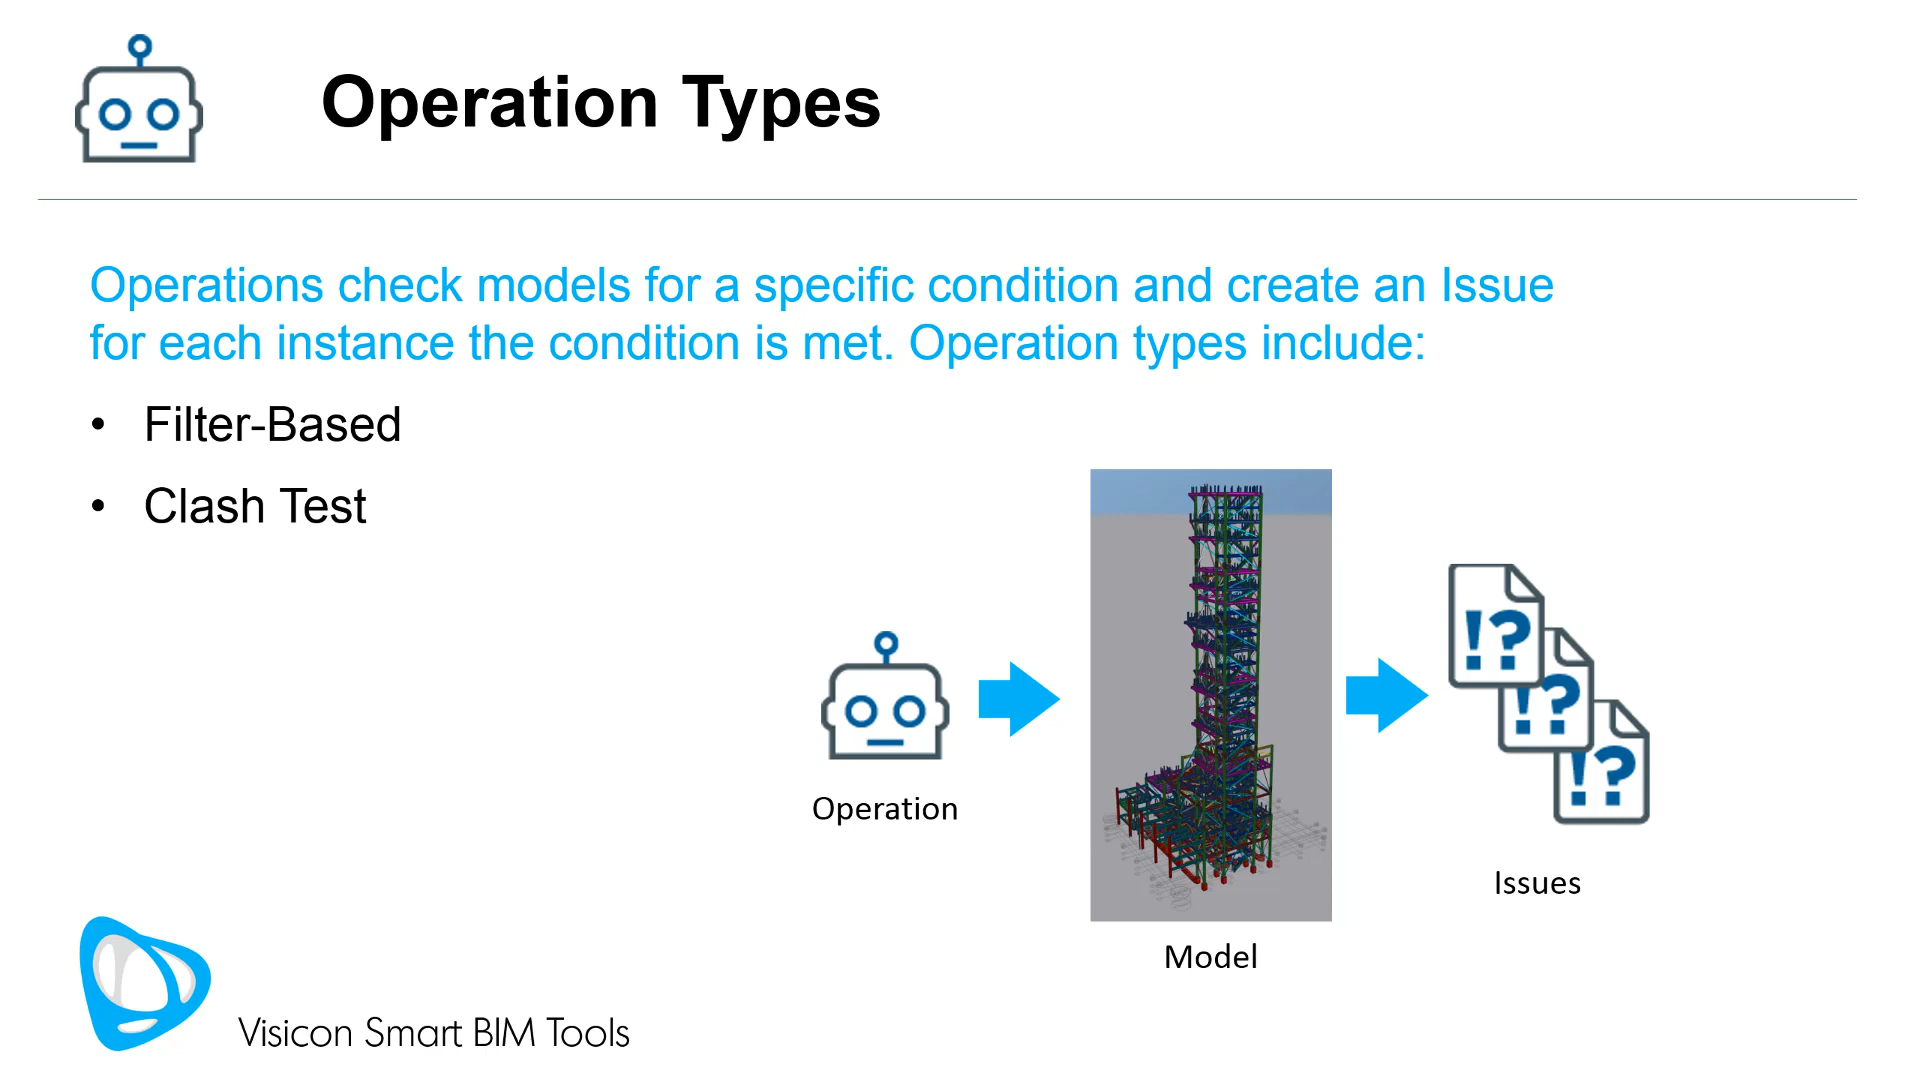 Operation Types
Operations check models for a specific condition and create an Issue
for each instance the condition is met. Operation types include:
• Filter-Based
• Clash Test
!?
!?
!?
Operation
Issues
Model
Visicon Smart BIM Tools